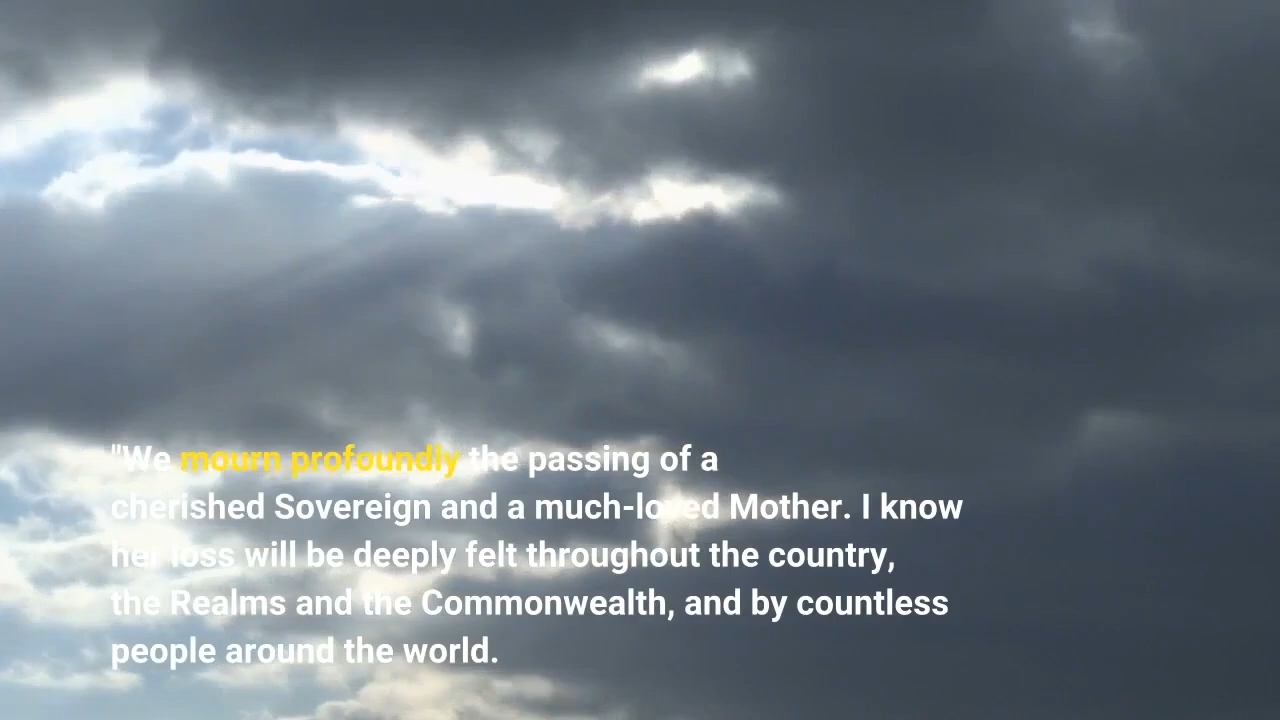 "We mourn profoundly the passing of a
cherished Sovereign and a much-loved Mother. I know
her loss will be deeply felt throughout the country,
the Realms and the Commonwealth, and by countless
people around the world.